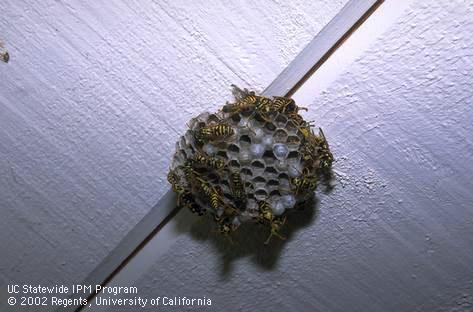 UC Statewide IPM Program
© 2002 Regents, University of California